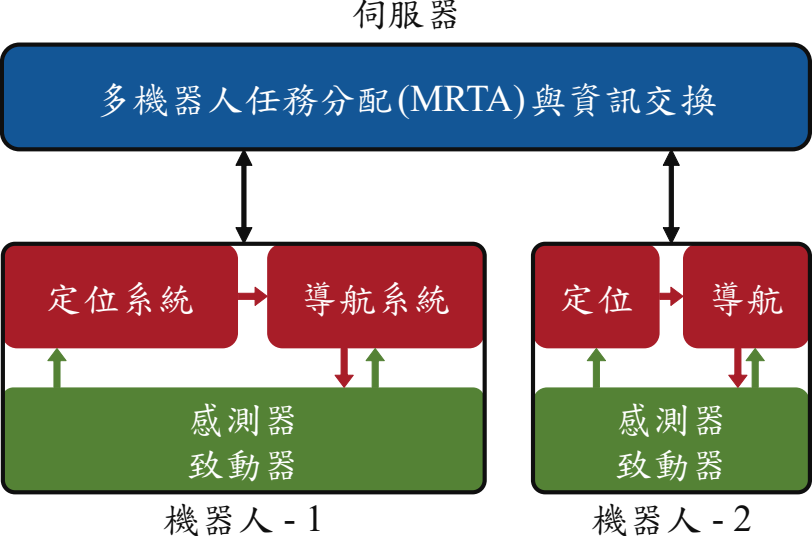 伺服器
多機器人任務分配(MRTA)與資訊交換
定位系統
導航系統
定位
導航
感測器
致動器
感測器
致動器
機器人 - 1
機器人 - 2